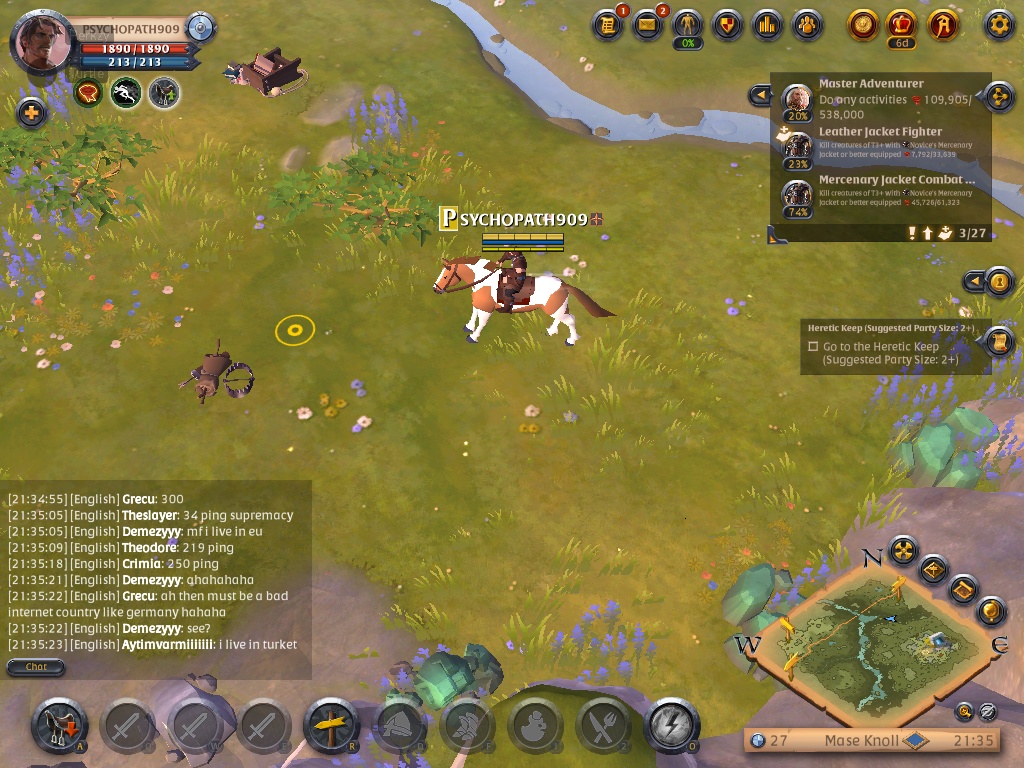 PSYCHOPATH909
1890 / 1890
213 / 213
1
2
0%
6d
Master Adventurer
Do any activities 109,905/
538,000
20%
Leather Jacket Fighter
Kill creatures of T3+ with Novice's Mercenary
Jacket or better equipped 7,792/33,639
23%
Mercenary Jacket Combat ...
Kill creatures of T3+ with Novice's Mercenary
Jacket or better equipped 45,726/61,323
74%
3/27
PSYCHOPATH909
Heretic Keep (Suggested Party Size: 2+)
Go to the Heretic Keep
(Suggested Party Size: 2+)
[21:34:55] [English] Grecu: 300
[21:35:05] [English] Theslayer: 34 ping supremacy
[21:35:05] [English] Demezyyy: mf i live in eu
[21:35:09] [English] Theodore: 219 ping
[21:35:18] [English] Crimia: 250 ping
[21:35:21] [English] Demezyyy: ahahahaha
[21:35:22] [English] Grecu: ah then must be a bad
internet country like germany hahaha
[21:35:22] [English] Demezyyy: see?
[21:35:23] [English] Aytimvarmiiiiiii: i live in turket
Chat
N
W
E
A
R
O
27
Mase Knoll
21:35